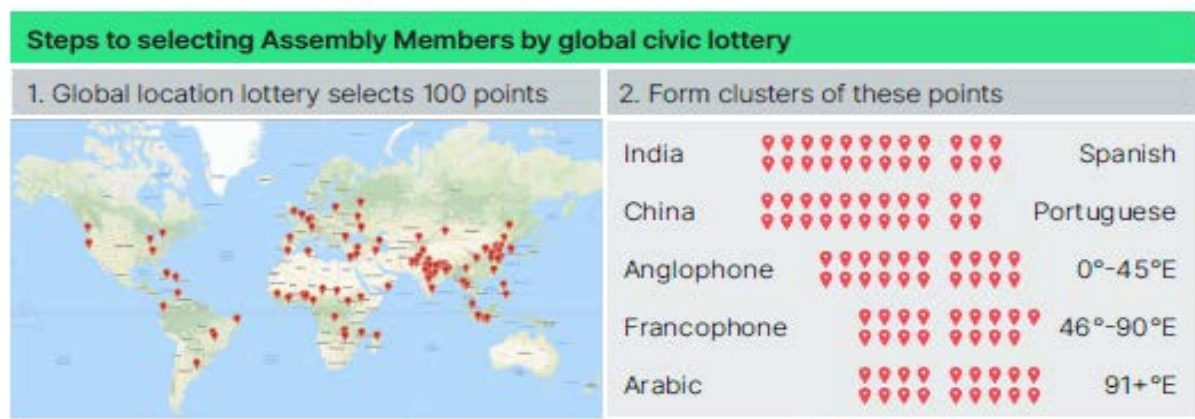 Steps to selecting Assembly Members by global civic lottery
1. Global location lottery selects 100 points
2. Form clusters of these points
India Spanish
China Portuguese
Anglophone 0°-45°E
Francophone 46°-90°E
Arabic 91+°E